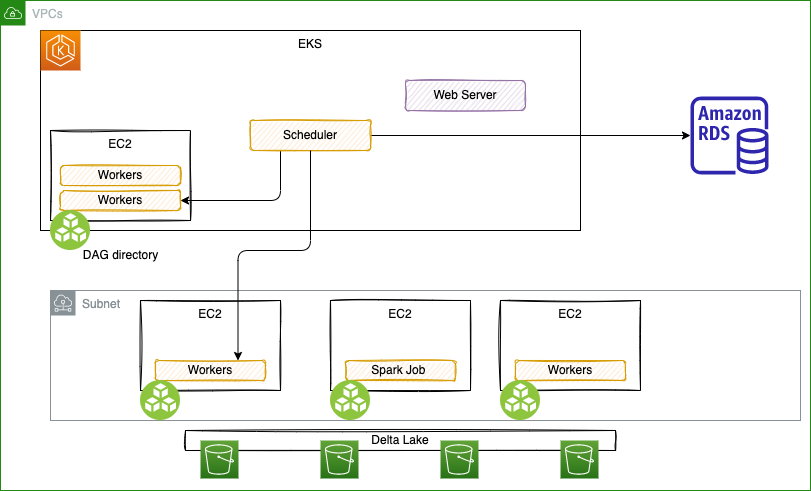 VPCs
EKS
Web Server
Scheduler
Amazon
RDS
EC2
Workers
Workers
DAG directory
Subnet
EC2
EC2
EC2
Workers
Spark Job
Workers
Delta Lake